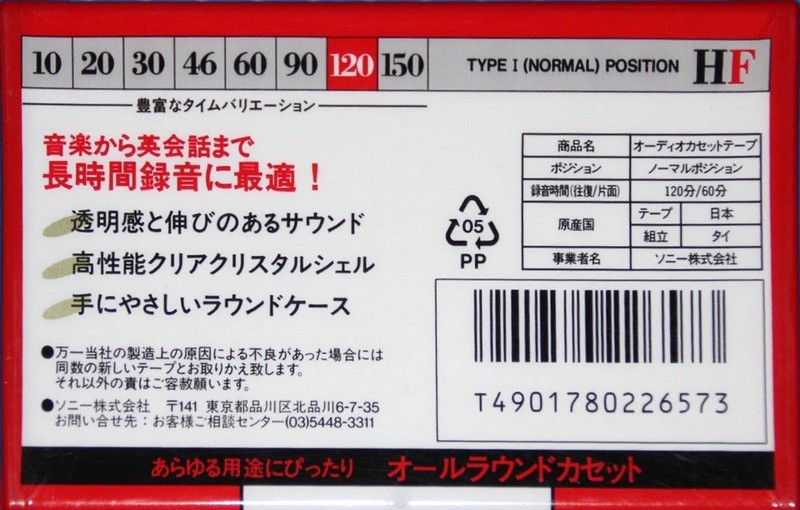 10 20 30 46 60 90 120 150 TYPE I (NORMAL) POSITION HF
豊富なタイムバリエーション
音楽から英会話まで
長時間録音に最適！
透明感と伸びのあるサウンド
高性能クリアクリスタルシェル
手にやさしいラウンドケース
●万一当社の製造上の原因による不良があった場合には
同数の新しいテープとお取りかえ致します。
それ以外の責はご容赦願います。
●ソニー株式会社 〒141 東京都品川区北品川6-7-35
お問い合せ先：お客様ご相談センター(03)5448-3311
05
PP
商品名 オーディオカセットテープ
ポジション ノーマルポジション
録音時間(往復/片面) 120分/60分
原産国 テープ 日本
組立 タイ
事業者名 ソニー株式会社
T4901780226573
あらゆる用途にぴったり オールラウンドカセット